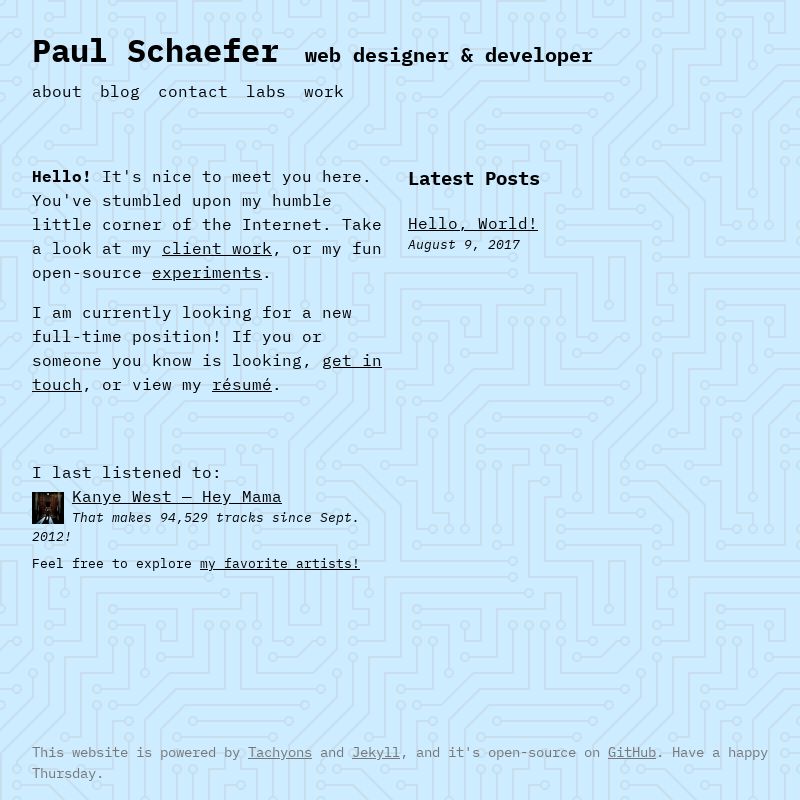 Paul Schaefer web designer & developer
about blog contact labs work
Hello! It's nice to meet you here.
You've stumbled upon my humble
little corner of the Internet. Take
a look at my client work, or my fun
open-source experiments.
I am currently looking for a new
full-time position! If you or
someone you know is looking, get in
touch, or view my résumé.
I last listened to:
Kanye West — Hey Mama
That makes 94,529 tracks since Sept.
2012!
Feel free to explore my favorite artists!
Latest Posts
Hello, World!
August 9, 2017
This website is powered by Tachyons and Jekyll, and it's open-source on GitHub. Have a happy
Thursday.